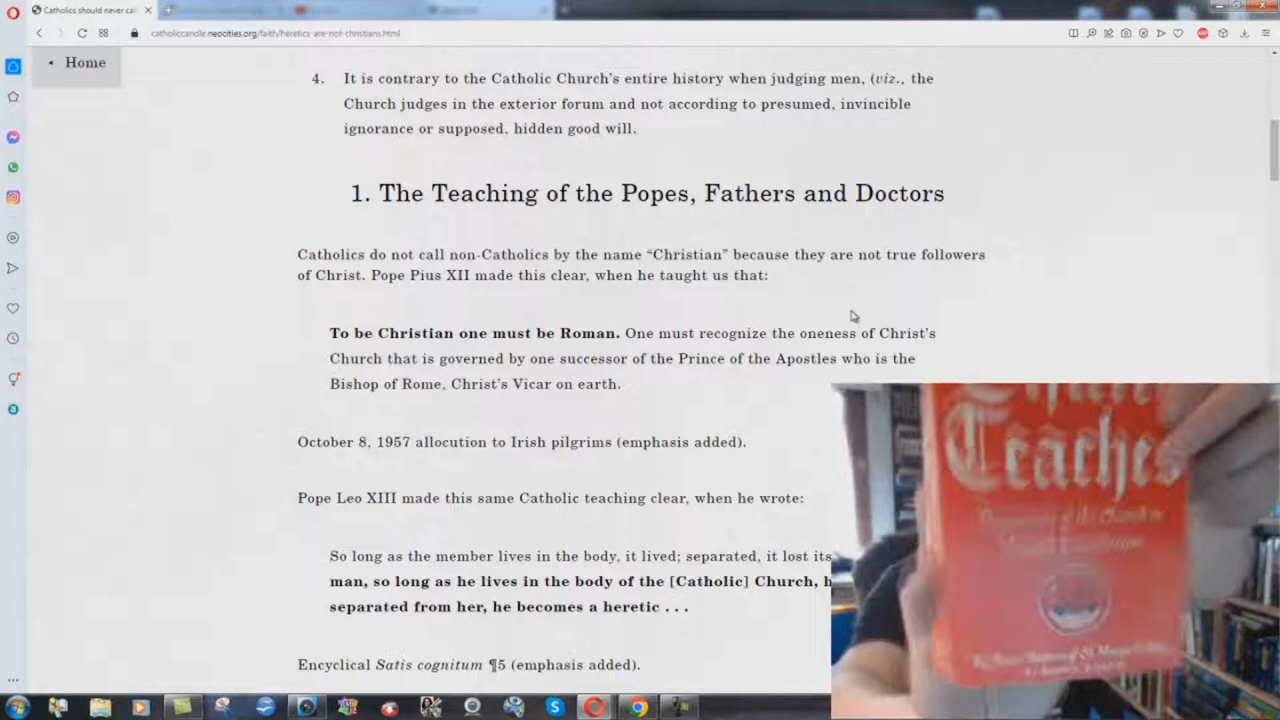 Catholics should never cal
catholiccandle.neocities.org/faith/heretics-are-not-christians.html
Home
4. It is contrary to the Catholic Church's entire history when judging men, (viz., the
Church judges in the exterior forum and not according to presumed, invincible
ignorance or supposed, hidden good will.
1. The Teaching of the Popes, Fathers and Doctors
Catholics do not call non-Catholics by the name “Christian” because they are not true followers
of Christ. Pope Pius XII made this clear, when he taught us that:
To be Christian one must be Roman. One must recognize the oneness of Christ's
Church that is governed by one successor of the Prince of the Apostles who is the
Bishop of Rome, Christ's Vicar on earth.
October 8, 1957 allocution to Irish pilgrims (emphasis added).
Pope Leo XIII made this same Catholic teaching clear, when he wrote:
So long as the member lives in the body, it lived; separated, it lost its
man, so long as he lives in the body of the [Catholic] Church, h
separated from her, he becomes a heretic . . .
Encyclical Satis cognitum ¶5 (emphasis added).
Teaches